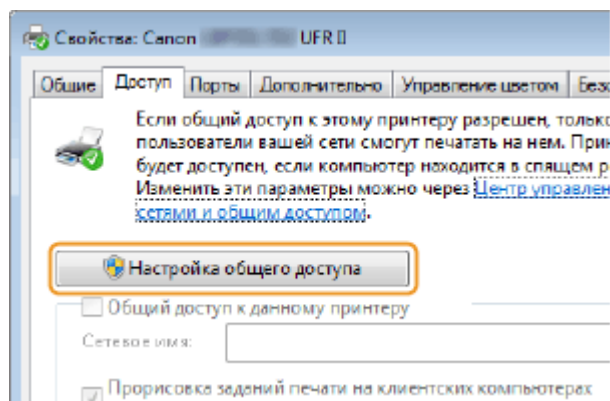 Свойства: Canon UFR II
Общие Доступ Порты Дополнительно Управление цветом
Если общий доступ к этому принтеру разрешен, только
пользователи вашей сети смогут печатать на нем.
будет доступен, если компьютер находится в спящем
Изменить эти параметры можно через Центр
сетями и общим доступом.
Настройка общего доступа
Общий доступ к данному принтеру
Сетевое имя:
Прорисовка заданий печати на клиентских компьютерах